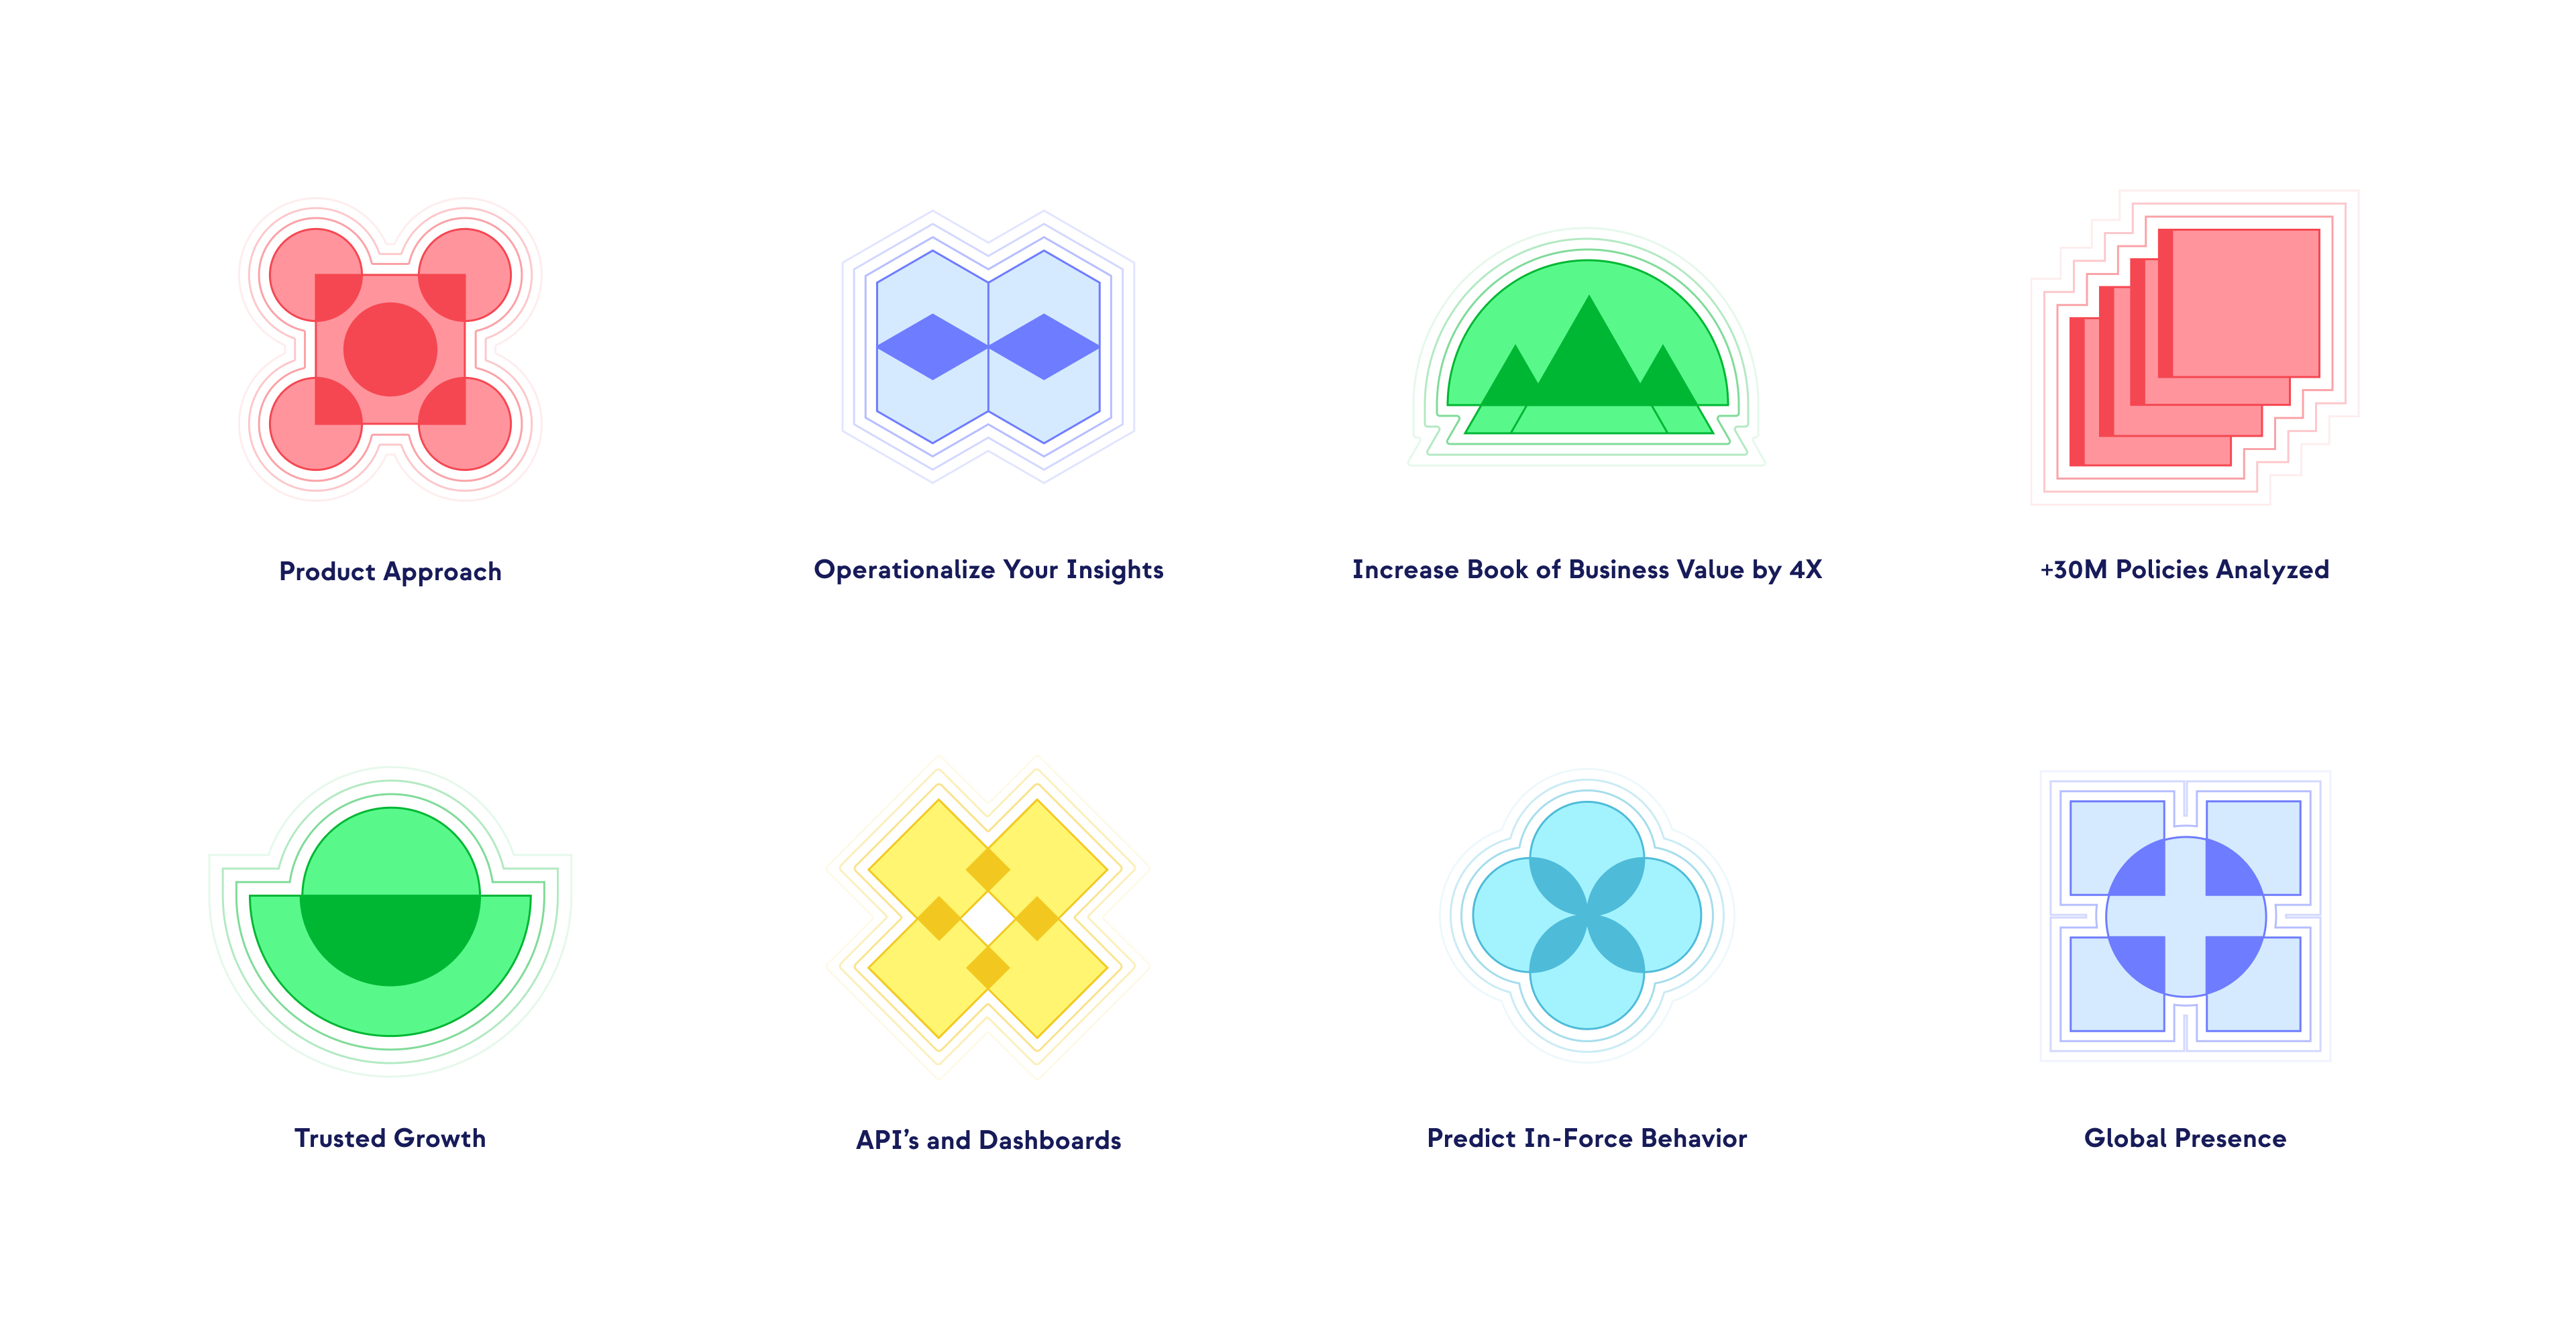 Product Approach
Operationalize Your Insights
Increase Book of Business Value by 4X
+30M Policies Analyzed
Trusted Growth
API’s and Dashboards
Predict In-Force Behavior
Global Presence